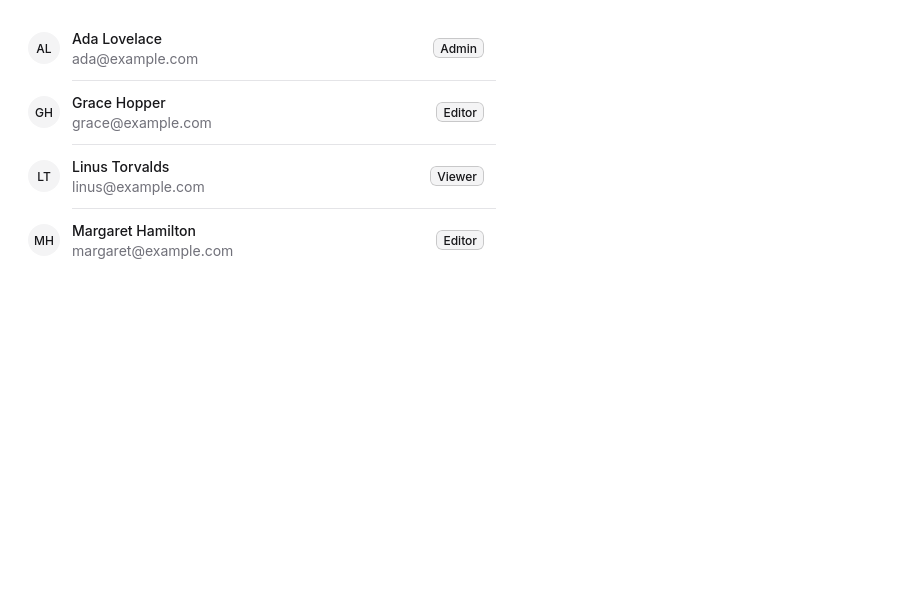 AL
Ada Lovelace
ada@example.com
Admin
GH
Grace Hopper
grace@example.com
Editor
LT
Linus Torvalds
linus@example.com
Viewer
MH
Margaret Hamilton
margaret@example.com
Editor